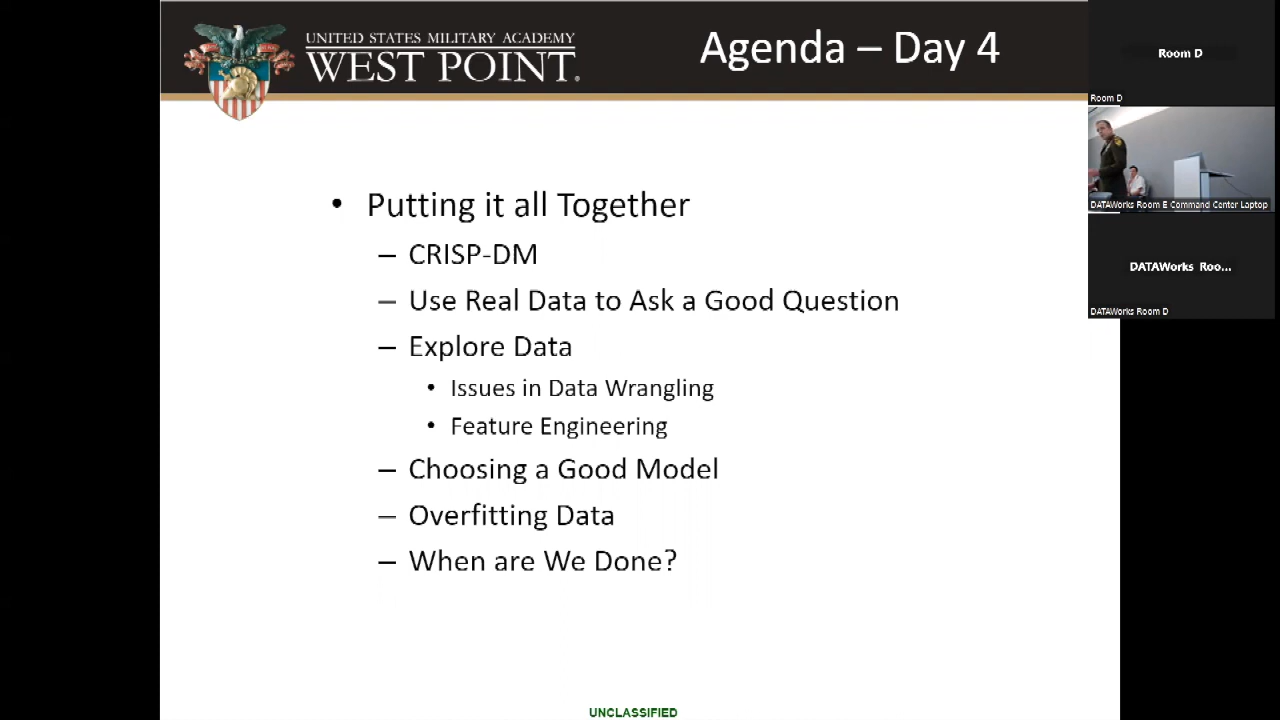 UNITED STATES MILITARY ACADEMY
WEST POINT.
Agenda – Day 4
• Putting it all Together
– CRISP-DM
– Use Real Data to Ask a Good Question
– Explore Data
• Issues in Data Wrangling
• Feature Engineering
– Choosing a Good Model
– Overfitting Data
– When are We Done?
UNCLASSIFIED
Room D
Room D
DATAWorks Room E Command Center Laptop
DATAWorks Roo...
DATAWorks Room D